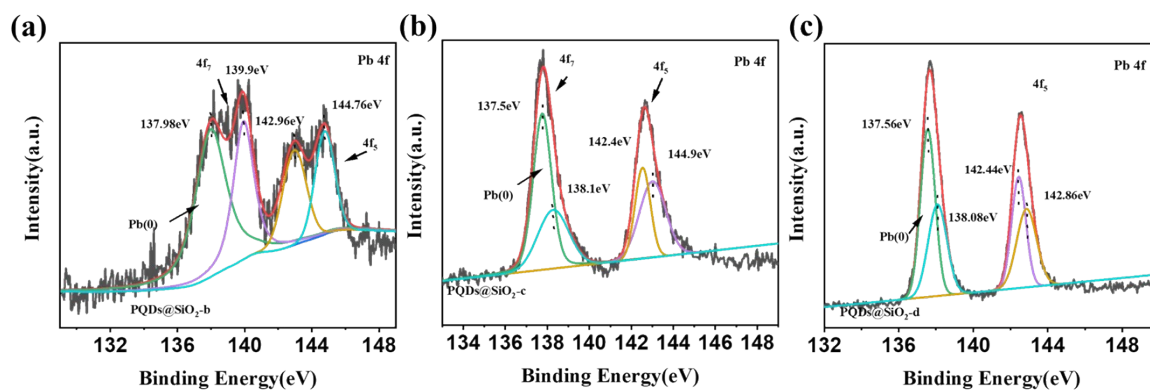 (a)
Pb 4f
4f₇
139.9eV
137.98eV
142.96eV
144.76eV
4f₅
Pb(0)
PQDs@SiO₂-b
Intensity(a.u.)
132 136 140 144 148
Binding Energy(eV)
(b)
Pb 4f
4f₇
4f₅
137.5eV
142.4eV
144.9eV
Pb(0)
138.1eV
PQDs@SiO₂-c
Intensity(a.u.)
134 136 138 140 142 144 146 148
Binding Energy(eV)
(c)
Pb 4f
4f₅
137.56eV
142.44eV
142.86eV
Pb(0)
138.08eV
PQDs@SiO₂-d
Intensity(a.u.)
132 136 140 144 148
Binding Energy(eV)